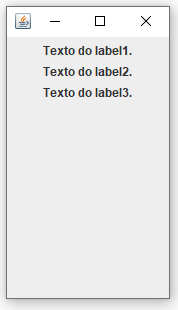 Texto do label1.
Texto do label2.
Texto do label3.